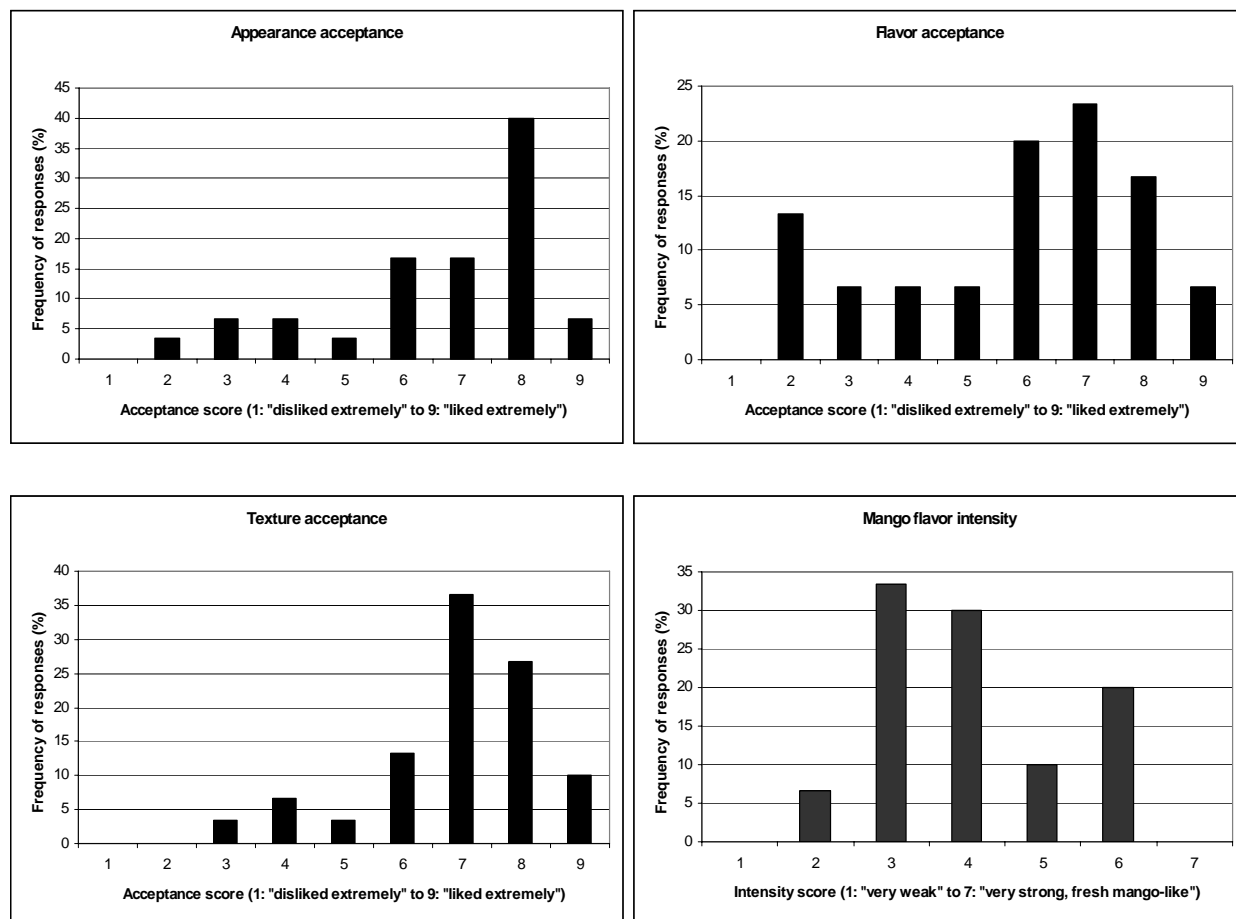 Appearance acceptance
45
40
35
30
25
20
15
10
5
0
Frequency of responses (%)
1 2 3 4 5 6 7 8 9
Acceptance score (1: "disliked extremely" to 9: "liked extremely")
Flavor acceptance
25
20
15
10
5
0
Frequency of responses (%)
1 2 3 4 5 6 7 8 9
Acceptance score (1: "disliked extremely" to 9: "liked extremely")
Texture acceptance
40
35
30
25
20
15
10
5
0
Frequency of responses (%)
1 2 3 4 5 6 7 8 9
Acceptance score (1: "disliked extremely" to 9: "liked extremely")
Mango flavor intensity
35
30
25
20
15
10
5
0
Frequency of responses (%)
1 2 3 4 5 6 7
Intensity score (1: "very weak" to 7: "very strong, fresh mango-like")